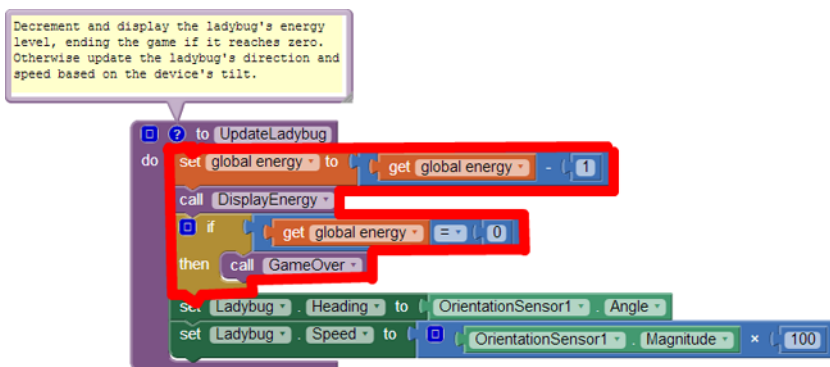 Decrement and display the ladybug's energy
level, ending the game if it reaches zero.
Otherwise update the ladybug's direction and
speed based on the device's tilt.
? to UpdateLadybug
do set global energy to get global energy - 1
call DisplayEnergy
if get global energy = 0
then call GameOver
set Ladybug . Heading to OrientationSensor1 . Angle
set Ladybug . Speed to OrientationSensor1 . Magnitude × 100